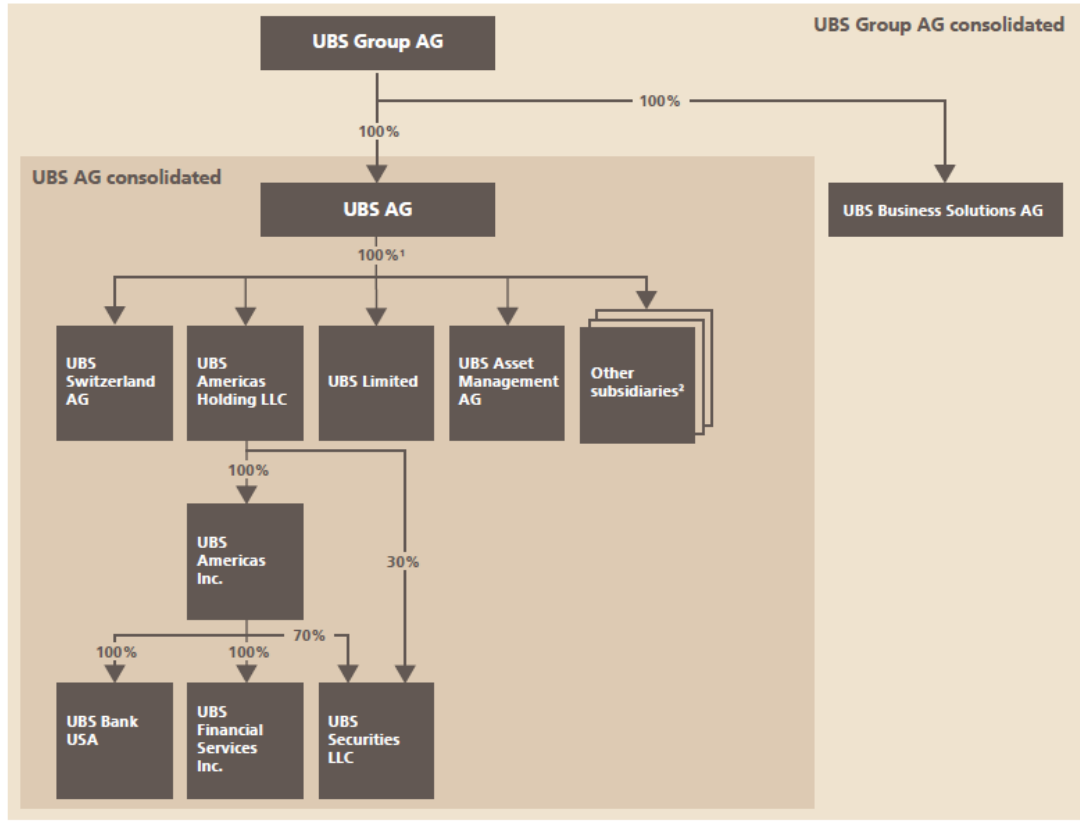 UBS Group AG consolidated
UBS Group AG
100%
100%
UBS AG consolidated
UBS AG
UBS Business Solutions AG
100%¹
UBS
Switzerland
AG
UBS
Americas
Holding LLC
UBS Limited
UBS Asset
Management
AG
Other
subsidiaries²
100%
UBS
Americas
Inc.
30%
70%
100%
100%
UBS Bank
USA
UBS
Financial
Services
Inc.
UBS
Securities
LLC